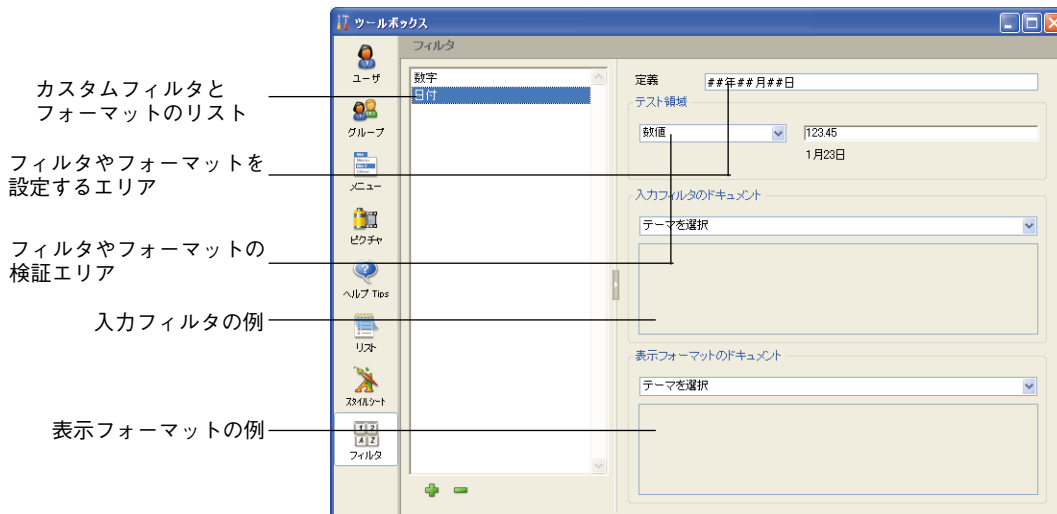 ツールボックス
フィルタ
ユーザ
グループ
メニュー
ピクチャ
ヘルプ Tips
リスト
スタイルシート
フィルタ
数字
日付
定義
##年##月##日
テスト領域
数値
123.45
1月23日
入力フィルタのドキュメント
テーマを選択
表示フォーマットのドキュメント
テーマを選択
カスタムフィルタと
フォーマットのリスト
フィルタやフォーマットを
設定するエリア
フィルタやフォーマットの
検証エリア
入力フィルタの例
表示フォーマットの例